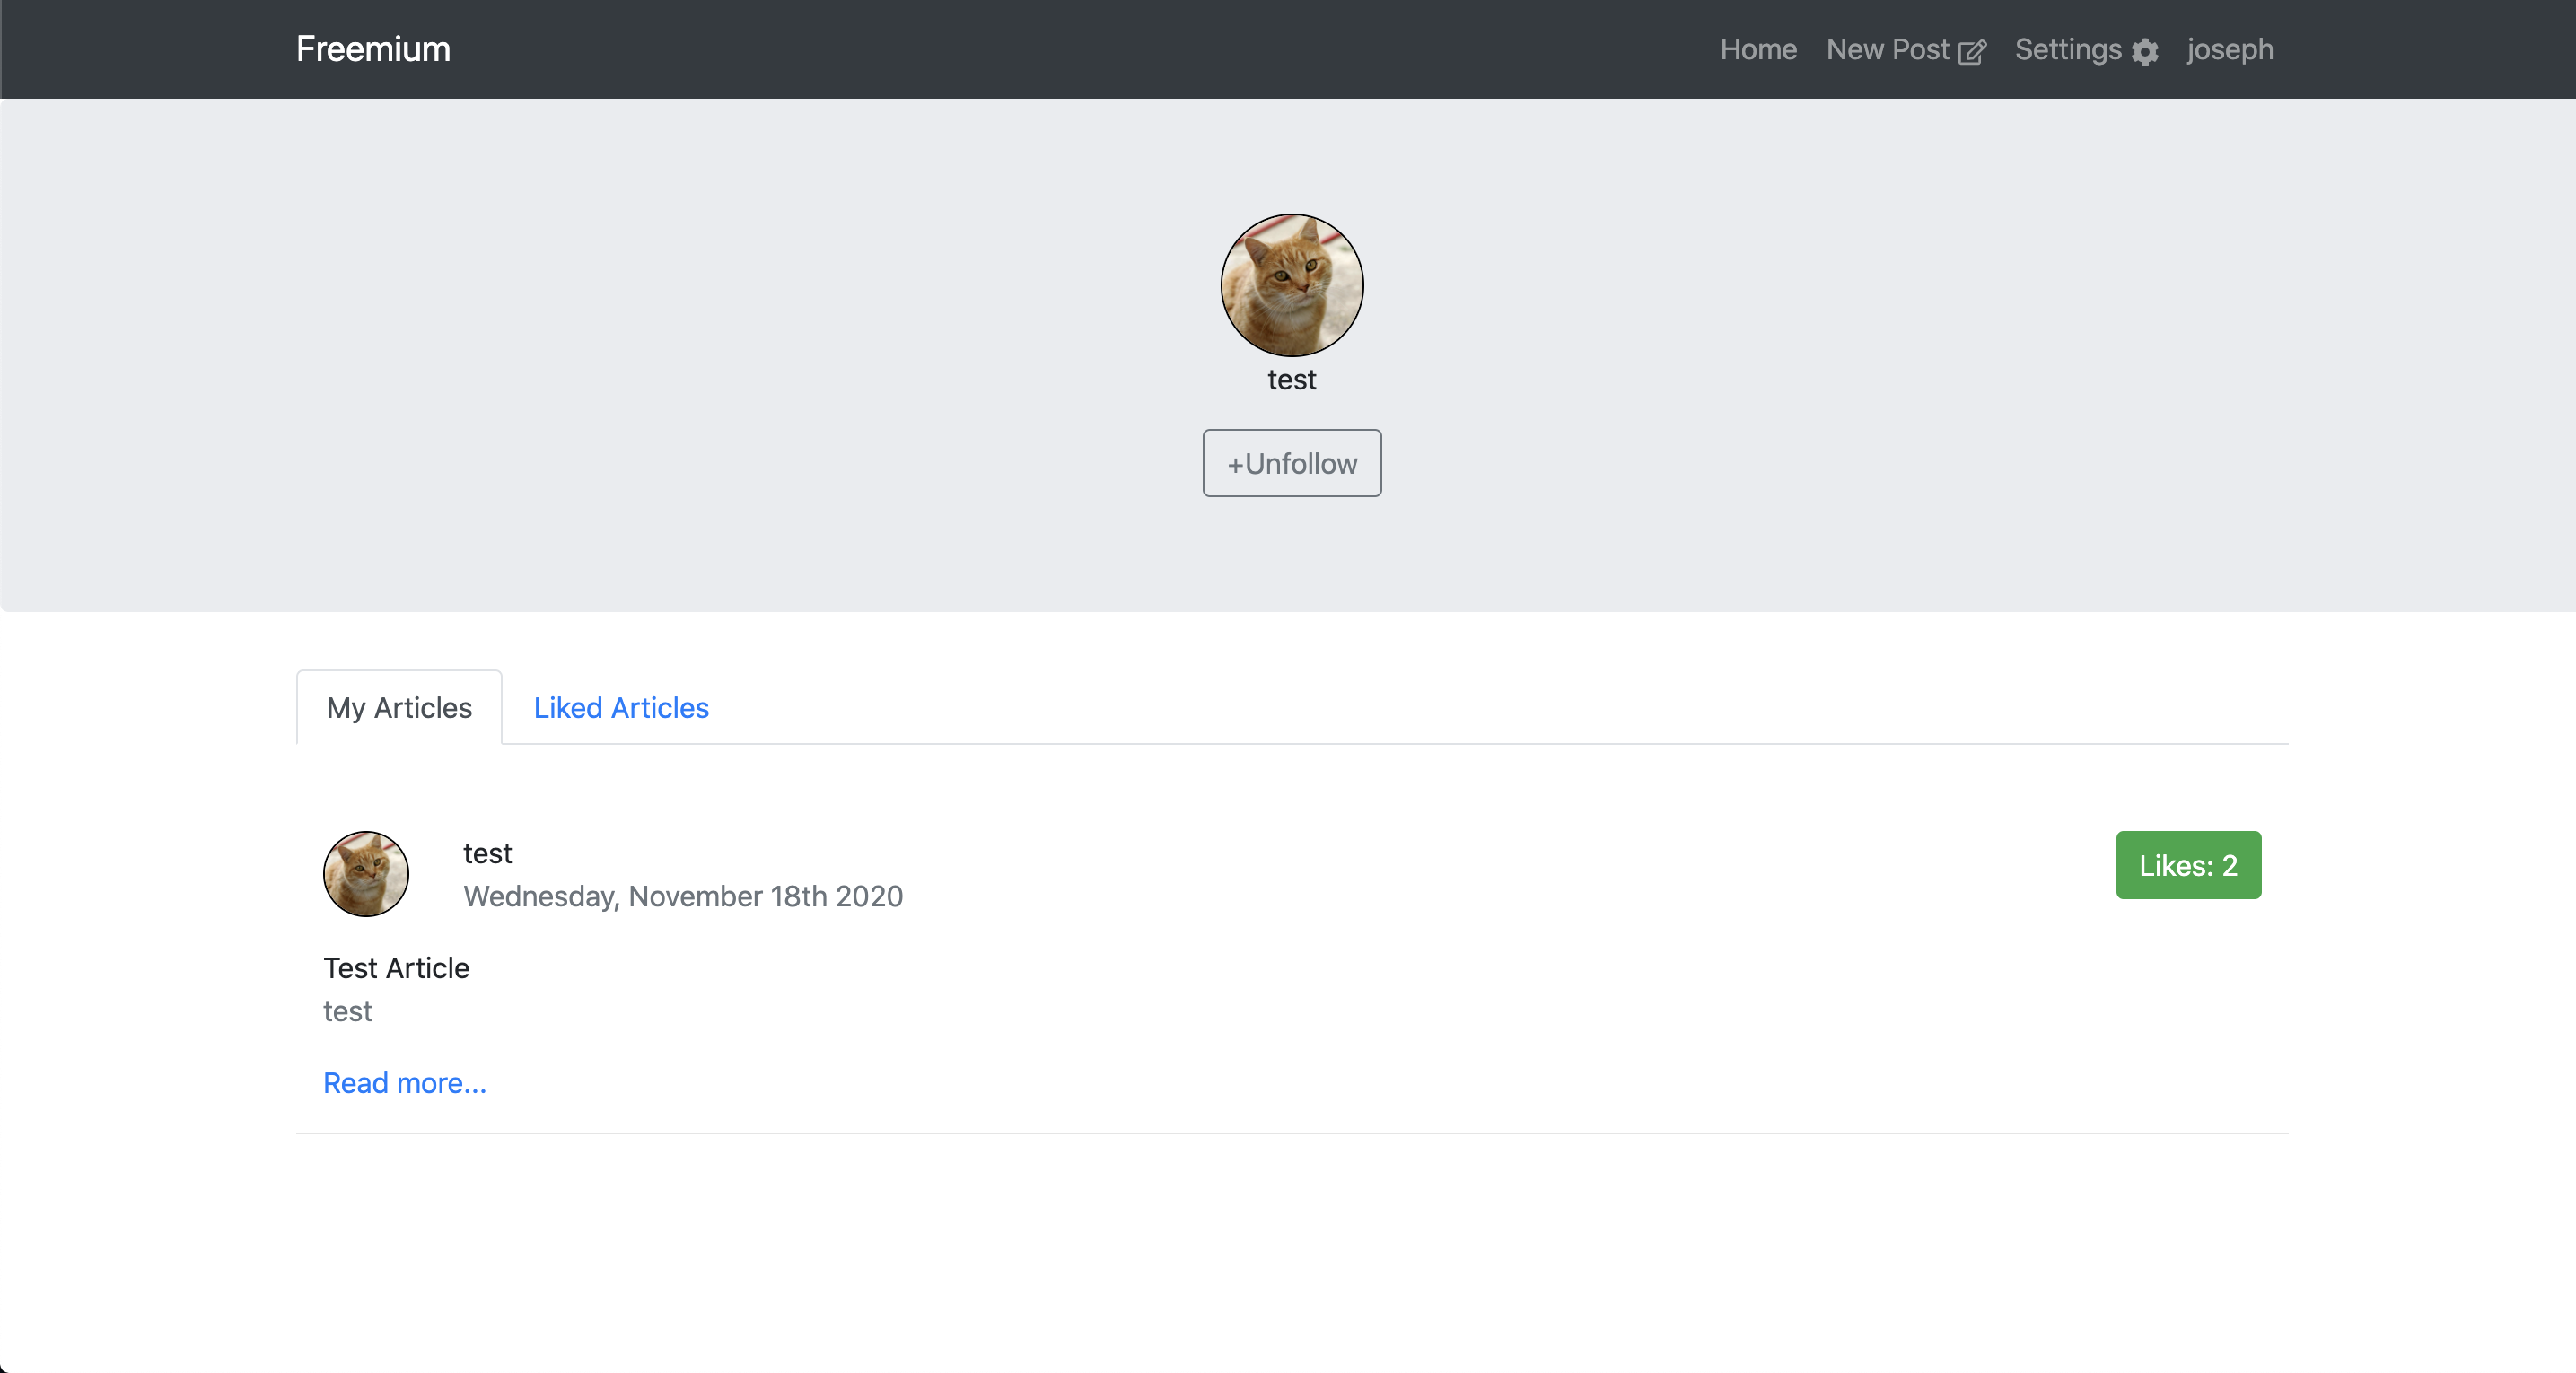 Freemium
Home New Post Settings joseph
test
+Unfollow
My Articles Liked Articles
test
Wednesday, November 18th 2020
Likes: 2
Test Article
test
Read more...